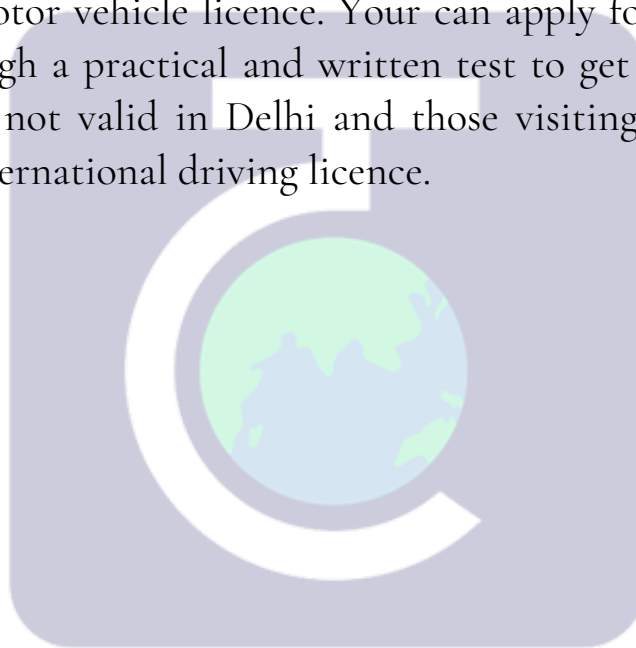 otor vehicle licence. Your can apply fo
gh a practical and written test to get
not valid in Delhi and those visiting
ernational driving licence.